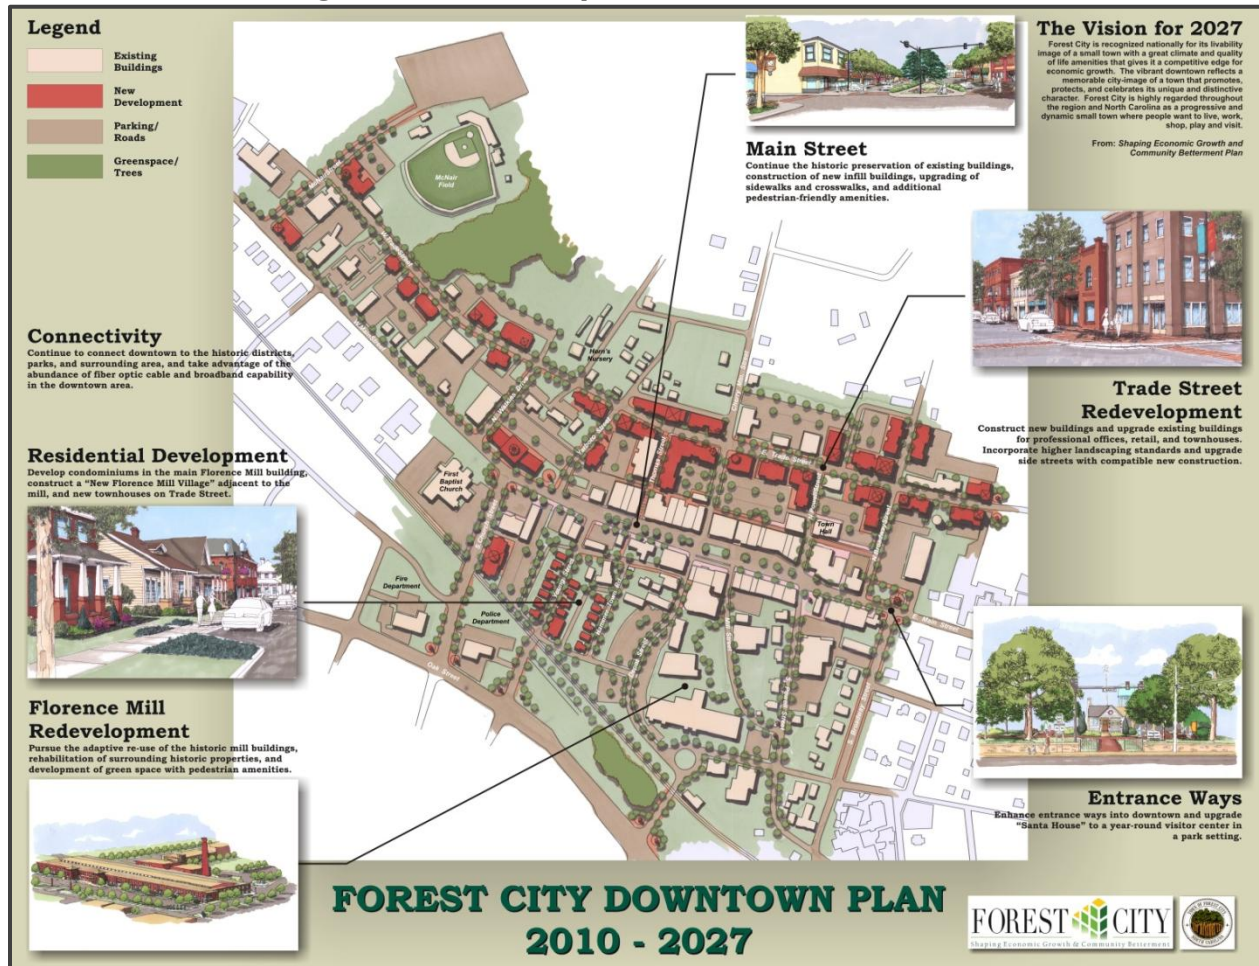 Legend
Existing
Buildings
New
Development
Parking/
Roads
Greenspace/
Trees
Connectivity
Continue to connect downtown to the historic districts,
parks, and surrounding area, and take advantage of the
abundance of fiber optic cable and broadband capability
in the downtown area.
Residential Development
Develop condominiums in the main Florence Mill building,
construct a “New Florence Mill Village” adjacent to the
mill, and new townhouses on Trade Street.
Florence Mill
Redevelopment
Pursue the adaptive re-use of the historic mill buildings,
rehabilitation of surrounding historic properties, and
development of green space with pedestrian amenities.
McNair
Field
Horn's
Nursery
First
Baptist
Church
Town
Hall
Fire
Department
Police
Department
Oak Street
E. Main Street
Trade Street
Main Street
Continue the historic preservation of existing buildings,
construction of new infill buildings, upgrading of
sidewalks and crosswalks, and additional
pedestrian-friendly amenities.
The Vision for 2027
Forest City is recognized nationally for its livability
image of a small town with a great climate and quality
of life amenities that gives it a competitive edge for
economic growth. The vibrant downtown reflects a
memorable city-image of a town that promotes,
protects, and celebrates its unique and distinctive
character. Forest City is highly regarded throughout
the region and North Carolina as a progressive and
dynamic small town where people want to live, work,
shop, play and visit.
From: Shaping Economic Growth and
Community Betterment Plan
Trade Street
Redevelopment
Construct new buildings and upgrade existing buildings
for professional offices, retail, and townhouses.
Incorporate higher landscaping standards and upgrade
side streets with compatible new construction.
Entrance Ways
Enhance entrance ways into downtown and upgrade
“Santa House” to a year-round visitor center in
a park setting.
FOREST CITY DOWNTOWN PLAN
2010 - 2027
FOREST CITY
Shaping Economic Growth & Community Betterment